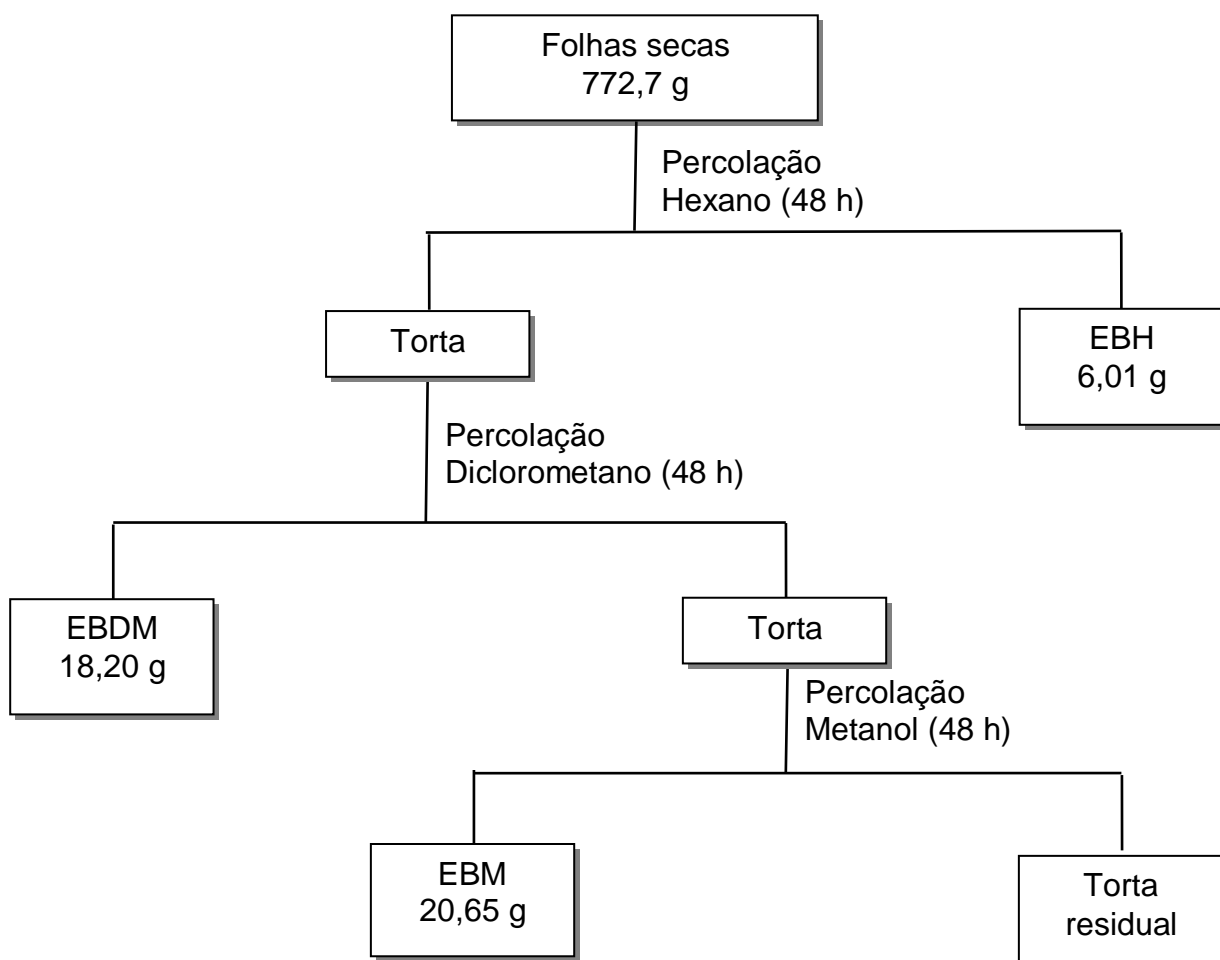 Folhas secas
772,7 g
Percolação
Hexano (48 h)
Torta
EBH
6,01 g
Percolação
Diclorometano (48 h)
EBDM
18,20 g
Torta
Percolação
Metanol (48 h)
EBM
20,65 g
Torta
residual